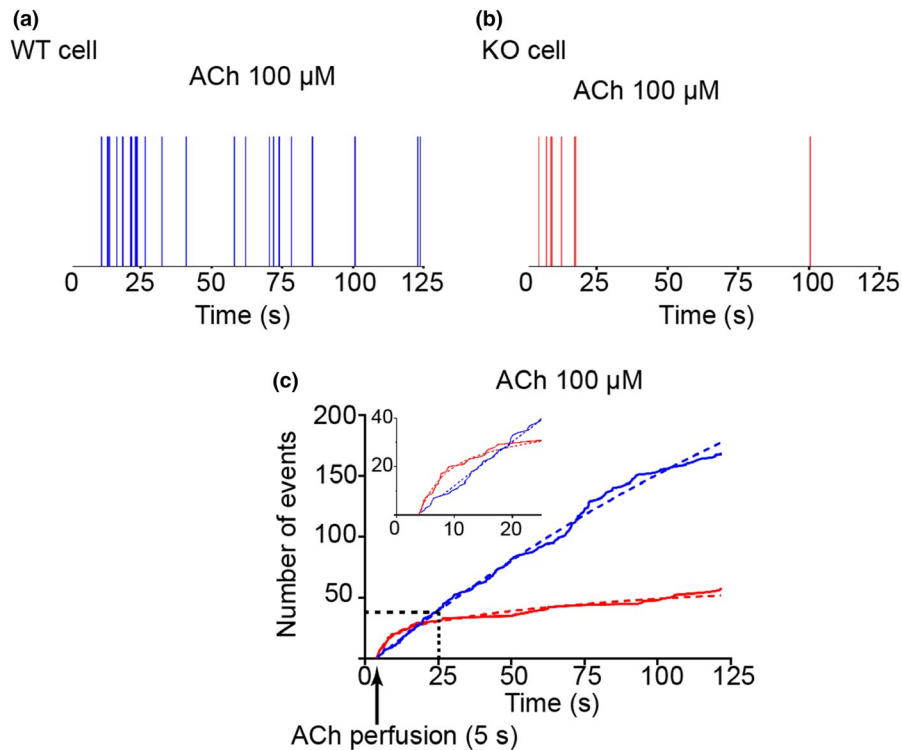 (a)
WT cell
ACh 100 µM
0 25 50 75 100 125
Time (s)
(b)
KO cell
ACh 100 µM
0 25 50 75 100 125
Time (s)
(c)
ACh 100 µM
Number of events
200
150
100
50
40
20
0 10 20
0 25 50 75 100 125
Time (s)
ACh perfusion (5 s)